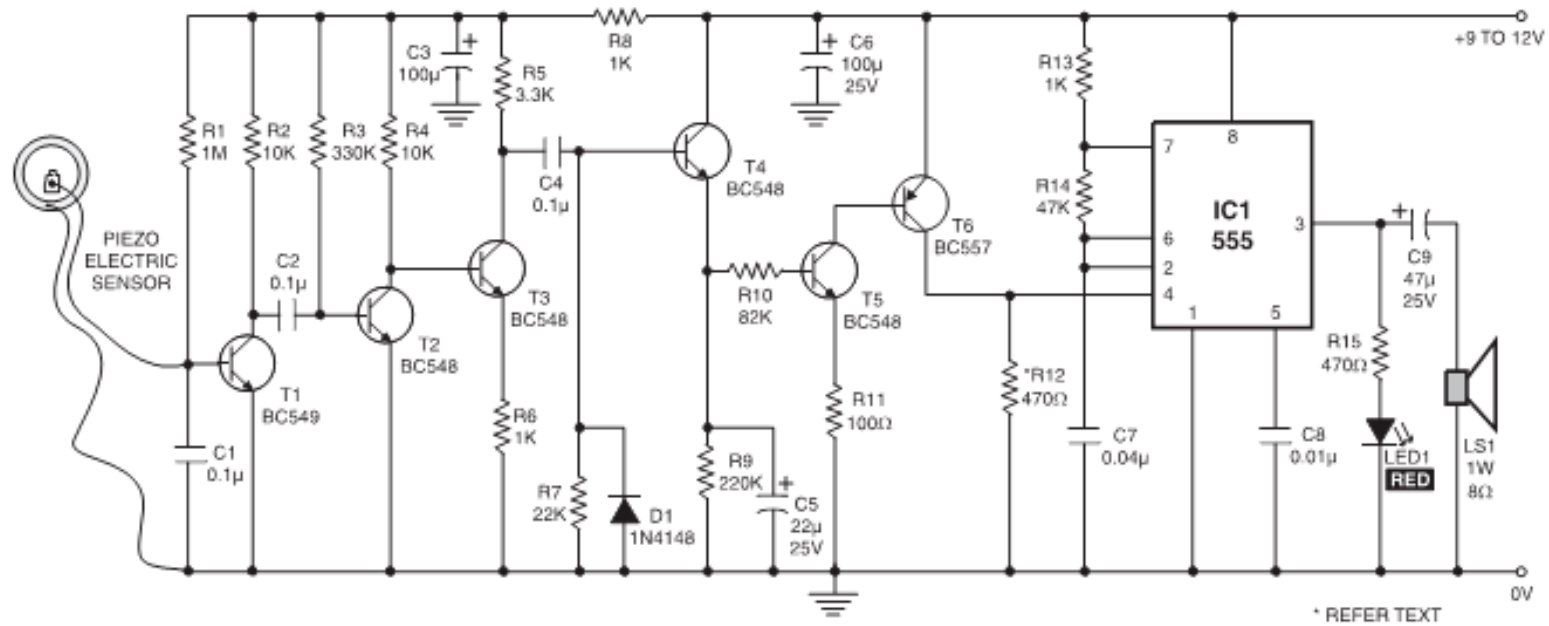 +9 TO 12V
R8
1K
C3
100µ
+
R5
3.3K
+
C6
100µ
25V
R13
1K
R1
1M
R2
10K
R3
330K
R4
10K
C4
0.1µ
T4
BC548
7
8
R14
47K
IC1
555
3
T6
BC557
6
2
4
1
5
+
C9
47µ
25V
PIEZO
ELECTRIC
SENSOR
C2
0.1µ
T3
BC548
R10
82K
T5
BC548
T2
BC548
T1
BC549
*R12
470Ω
R15
470Ω
R6
1K
R11
100Ω
C1
0.1µ
R7
22K
D1
1N4148
R9
220K
+
C5
22µ
25V
C7
0.04µ
C8
0.01µ
LED1
RED
LS1
1W
8Ω
0V
* REFER TEXT